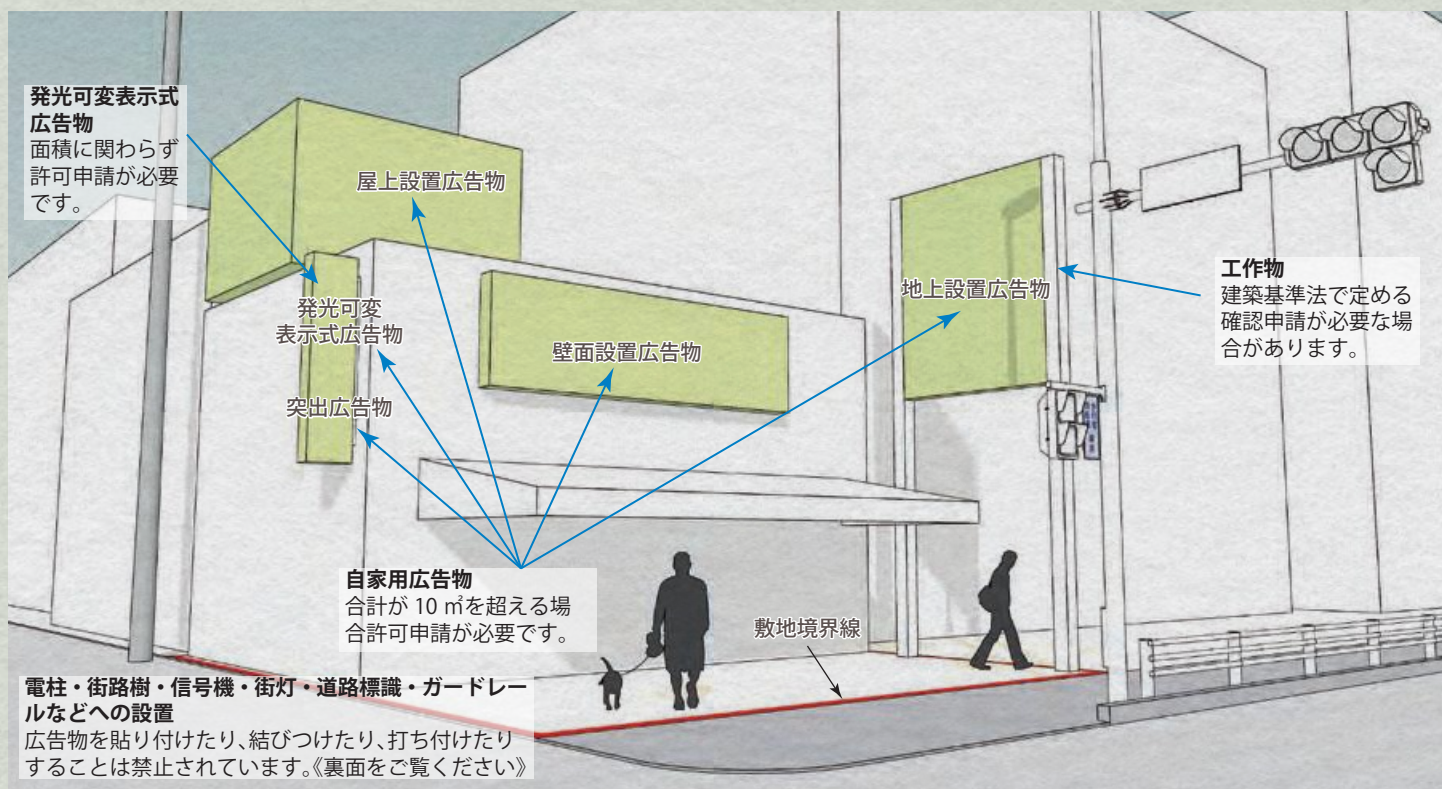 発光可変表示式
広告物
面積に関わらず
許可申請が必要
です。
屋上設置広告物
発光可変
表示式広告物
突出広告物
壁面設置広告物
地上設置広告物
工作物
建築基準法で定める
確認申請が必要な場
合があります。
自家用広告物
合計が 10 ㎡を超える場
合許可申請が必要です。
敷地境界線
電柱・街路樹・信号機・街灯・道路標識・ガードレー
ルなどへの設置
広告物を貼り付けたり、結びつけたり、打ち付けたり
することは禁止されています。《裏面をご覧ください》